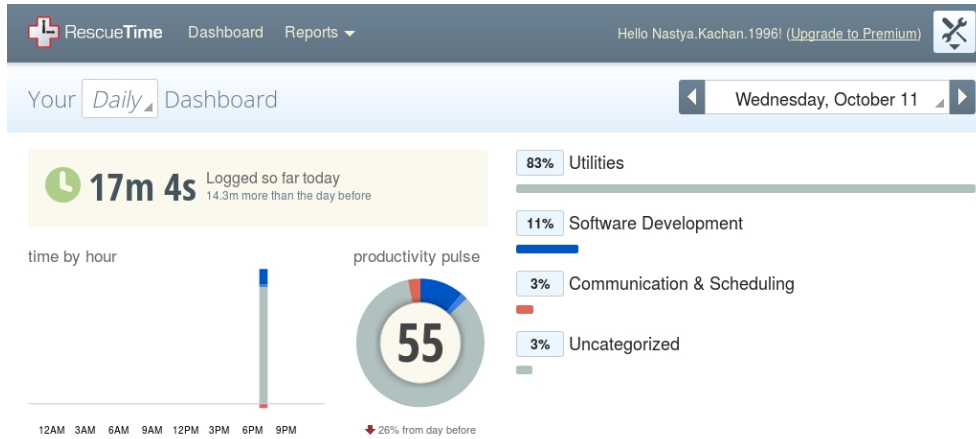 RescueTime Dashboard Reports Hello Nastya.Kachan.1996! (Upgrade to Premium)
Your Daily Dashboard
Wednesday, October 11
17m 4s Logged so far today
14.3m more than the day before
time by hour
12AM 3AM 6AM 9AM 12PM 3PM 6PM 9PM
productivity pulse
55
26% from day before
83% Utilities
11% Software Development
3% Communication & Scheduling
3% Uncategorized